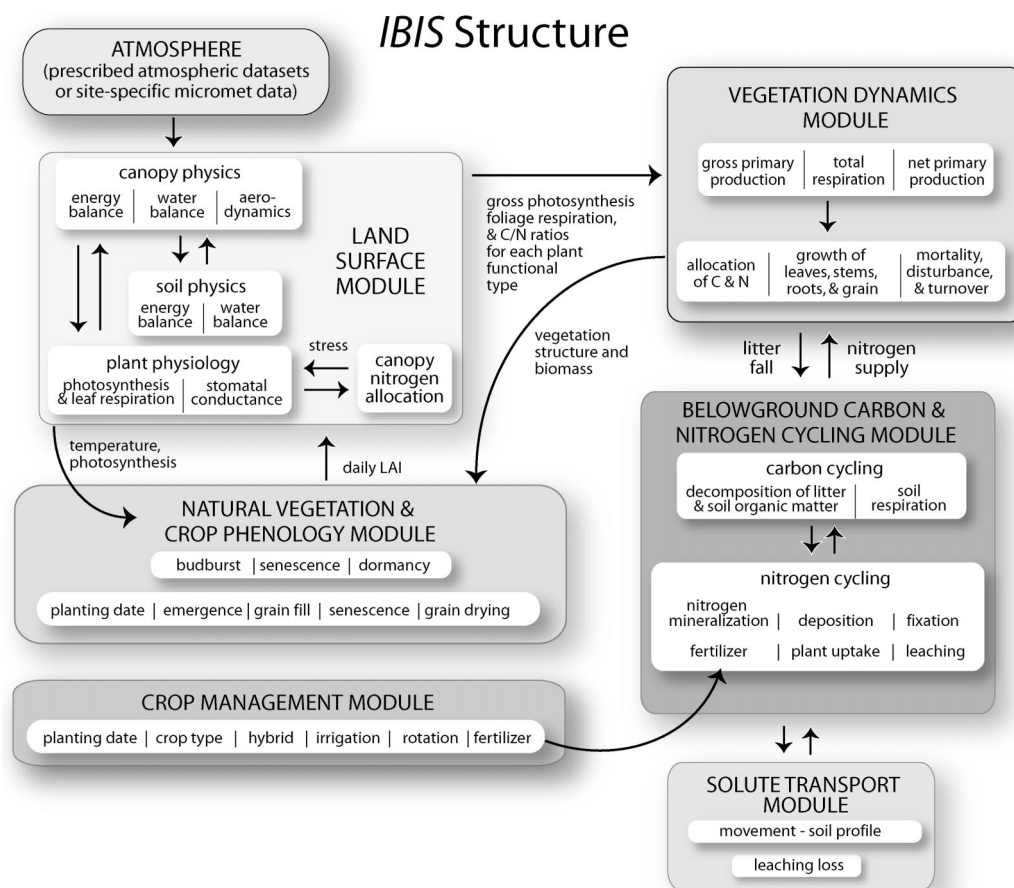 IBIS Structure
ATMOSPHERE
(prescribed atmospheric datasets
or site-specific micromet data)
canopy physics
energy balance | water balance | aero-dynamics
soil physics
energy balance | water balance
LAND
SURFACE
MODULE
plant physiology
photosynthesis & leaf respiration | stomatal conductance
stress
canopy
nitrogen
allocation
gross photosynthesis
foliage respiration,
& C/N ratios
for each plant
functional
type
vegetation
structure and
biomass
temperature,
photosynthesis
daily LAI
NATURAL VEGETATION &
CROP PHENOLOGY MODULE
budburst | senescence | dormancy
planting date | emergence | grain fill | senescence | grain drying
CROP MANAGEMENT MODULE
planting date | crop type | hybrid | irrigation | rotation | fertilizer
VEGETATION DYNAMICS
MODULE
gross primary production | total respiration | net primary production
allocation of C & N | growth of leaves, stems, roots, & grain | mortality, disturbance, & turnover
litter
fall
nitrogen
supply
BELOWGROUND CARBON &
NITROGEN CYCLING MODULE
carbon cycling
decomposition of litter & soil organic matter | soil respiration
nitrogen cycling
nitrogen mineralization | deposition | fixation
fertilizer | plant uptake | leaching
SOLUTE TRANSPORT
MODULE
movement - soil profile
leaching loss